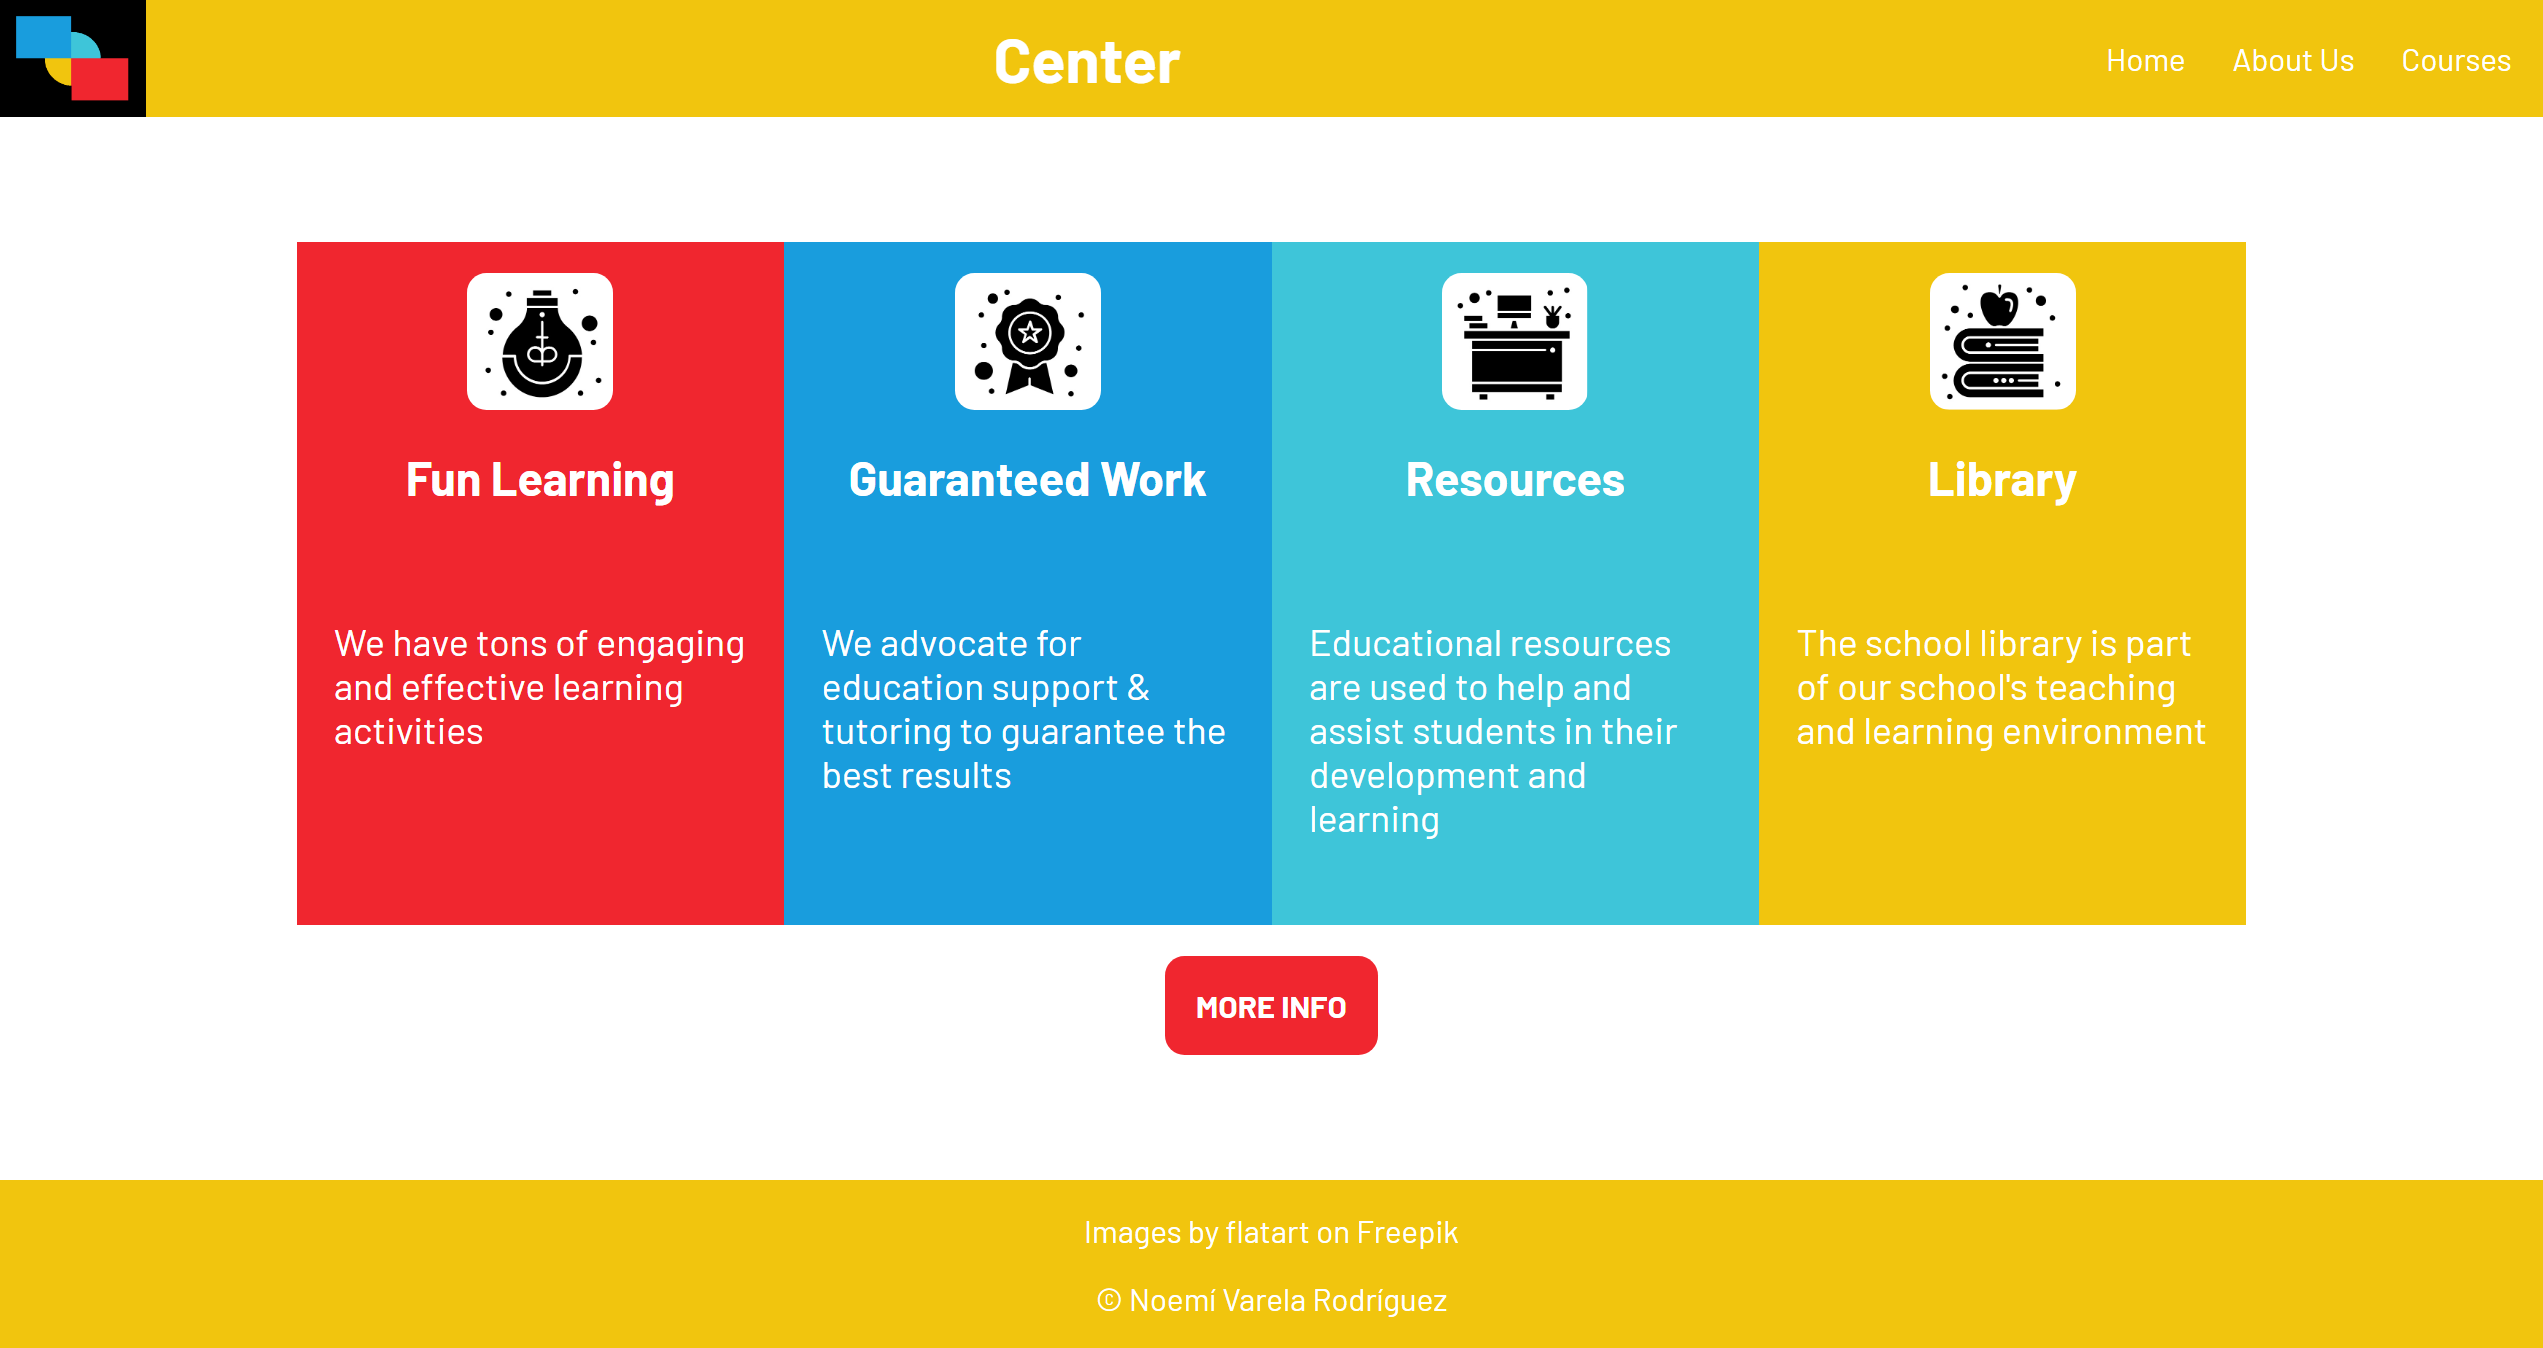 Center
Home
About Us
Courses
Fun Learning
We have tons of engaging
and effective learning
activities
Guaranteed Work
We advocate for
education support &
tutoring to guarantee the
best results
Resources
Educational resources
are used to help and
assist students in their
development and
learning
Library
The school library is part
of our school's teaching
and learning environment
MORE INFO
Images by flatart on Freepik
© Noemí Varela Rodríguez